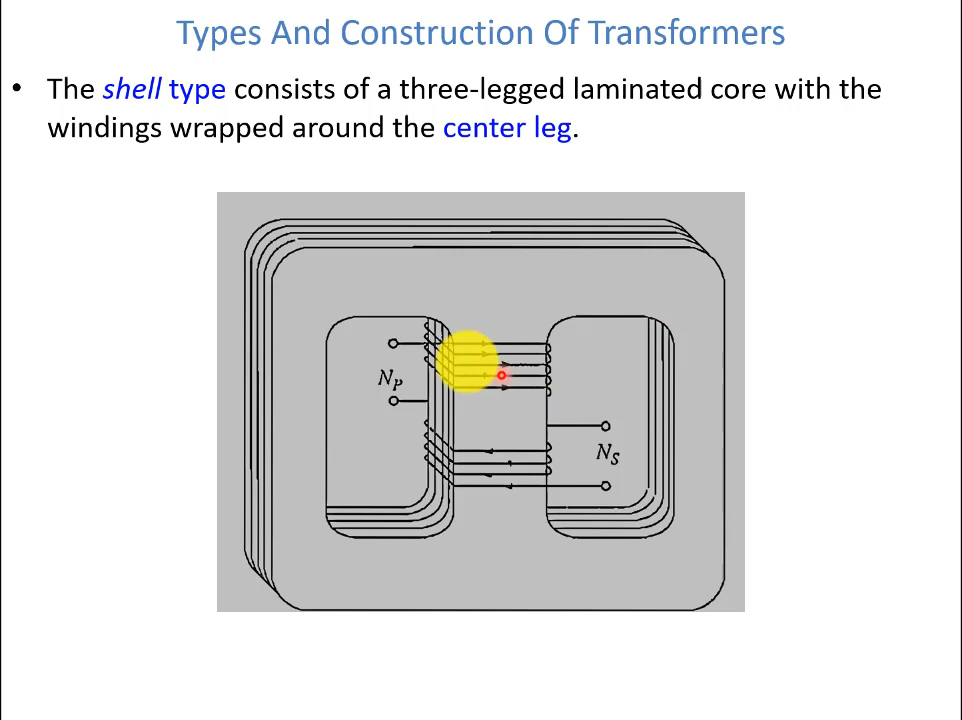 Types And Construction Of Transformers
• The shell type consists of a three-legged laminated core with the
windings wrapped around the center leg.
N_P
N_S